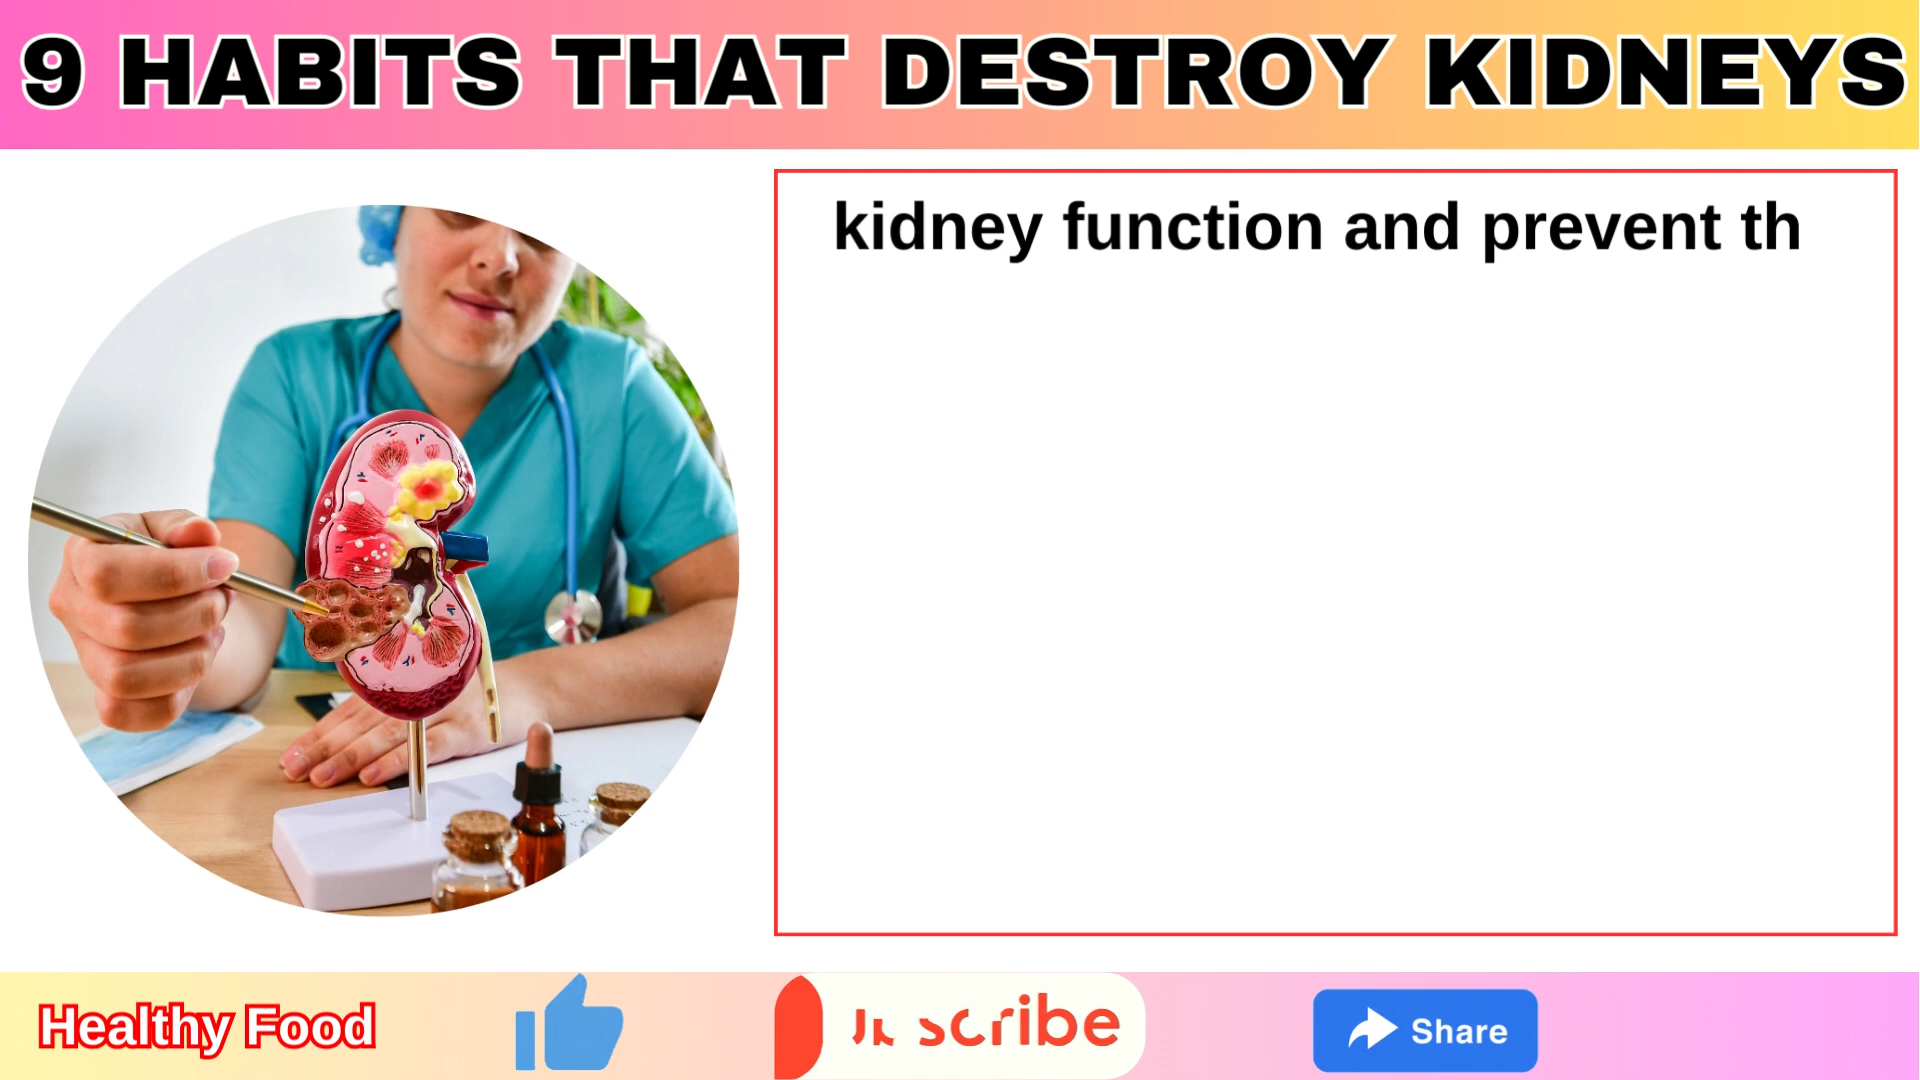 9 HABITS THAT DESTROY KIDNEYS
kidney function and prevent th
Healthy Food
scribe
Share